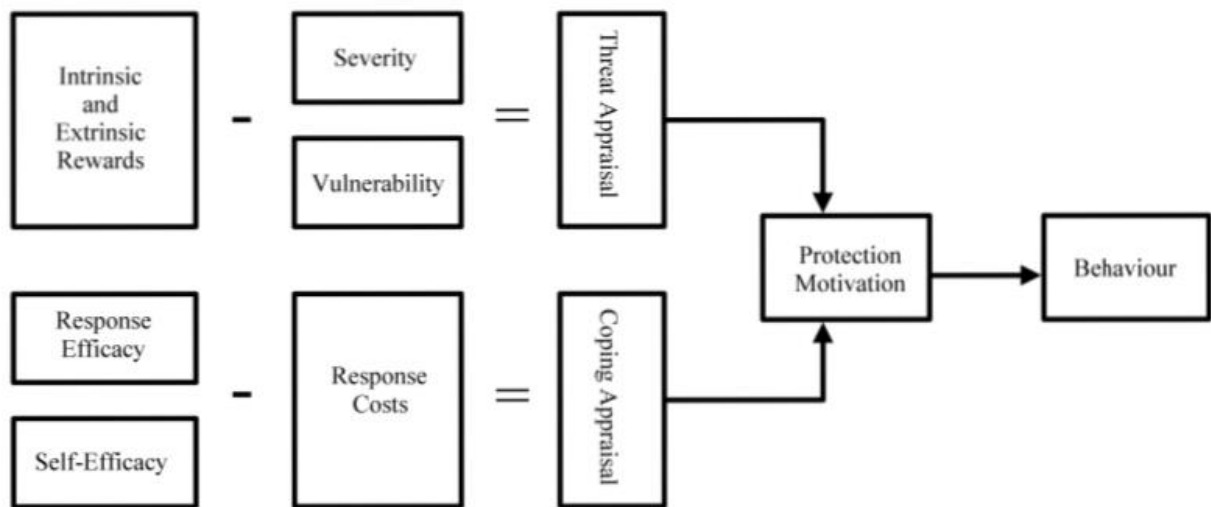 Intrinsic
and
Extrinsic
Rewards
-
Severity
Vulnerability
=
Threat Appraisal
Response
Efficacy
Self-Efficacy
-
Response
Costs
=
Coping Appraisal
Protection
Motivation
Behaviour